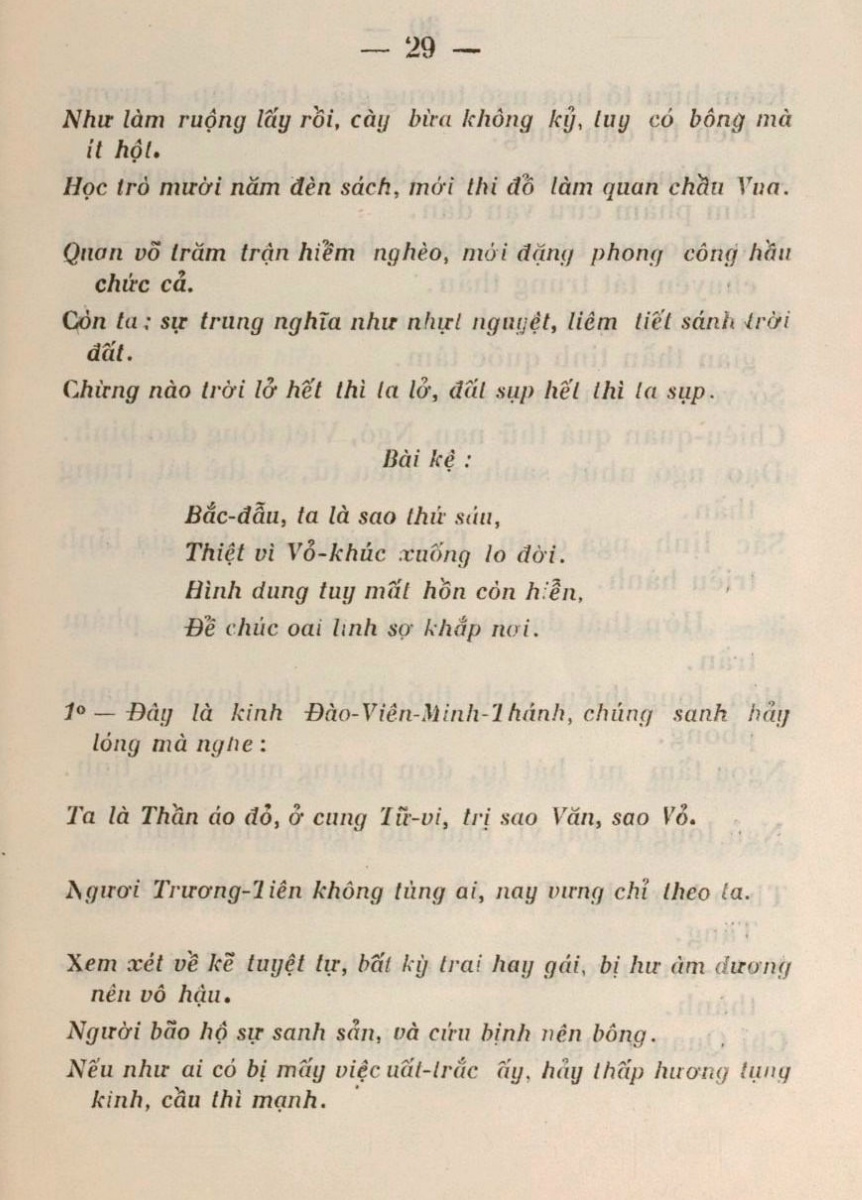 — 29 —
Như làm ruộng lấy rồi, cày bừa không kỷ, tuy có bông mà
ít hột.
Học trò mười năm đèn sách, mới thi đỗ làm quan chầu Vua.
Quan võ trăm trận hiềm nghèo, mới đặng phong công hầu
chức cả.
Còn ta : sự trung nghĩa như nhựt nguyệt, liêm tiết sánh trời
đất.
Chừng nào trời lở hết thì ta lở, đất sụp hết thì ta sụp.
Bài kệ :
Bắc-đẩu, ta là sao thứ sáu,
Thiệt vì Vỏ-khúc xuống lo đời.
Hình dung tuy mất hồn còn hiễn,
Đề chúc oai linh sợ khắp nơi.
1º — Đây là kinh Đào-Viên-Minh-Thánh, chúng sanh hảy
lóng mà nghe :
Ta là Thần áo đỏ, ở cung Tữ-vi, trị sao Văn, sao Vỏ.
Ngươi Trương-Tiên không tùng ai, nay vưng chỉ theo ta.
Xem xét về kẽ tuyệt tự, bất kỳ trai hay gái, bị hư âm dương
nên vô hậu.
Người bão hộ sự sanh sản, và cứu bịnh nên bông.
Nếu như ai có bị mấy việc uất-trắc ấy, hảy thấp hương tụng
kinh, cầu thì mạnh.